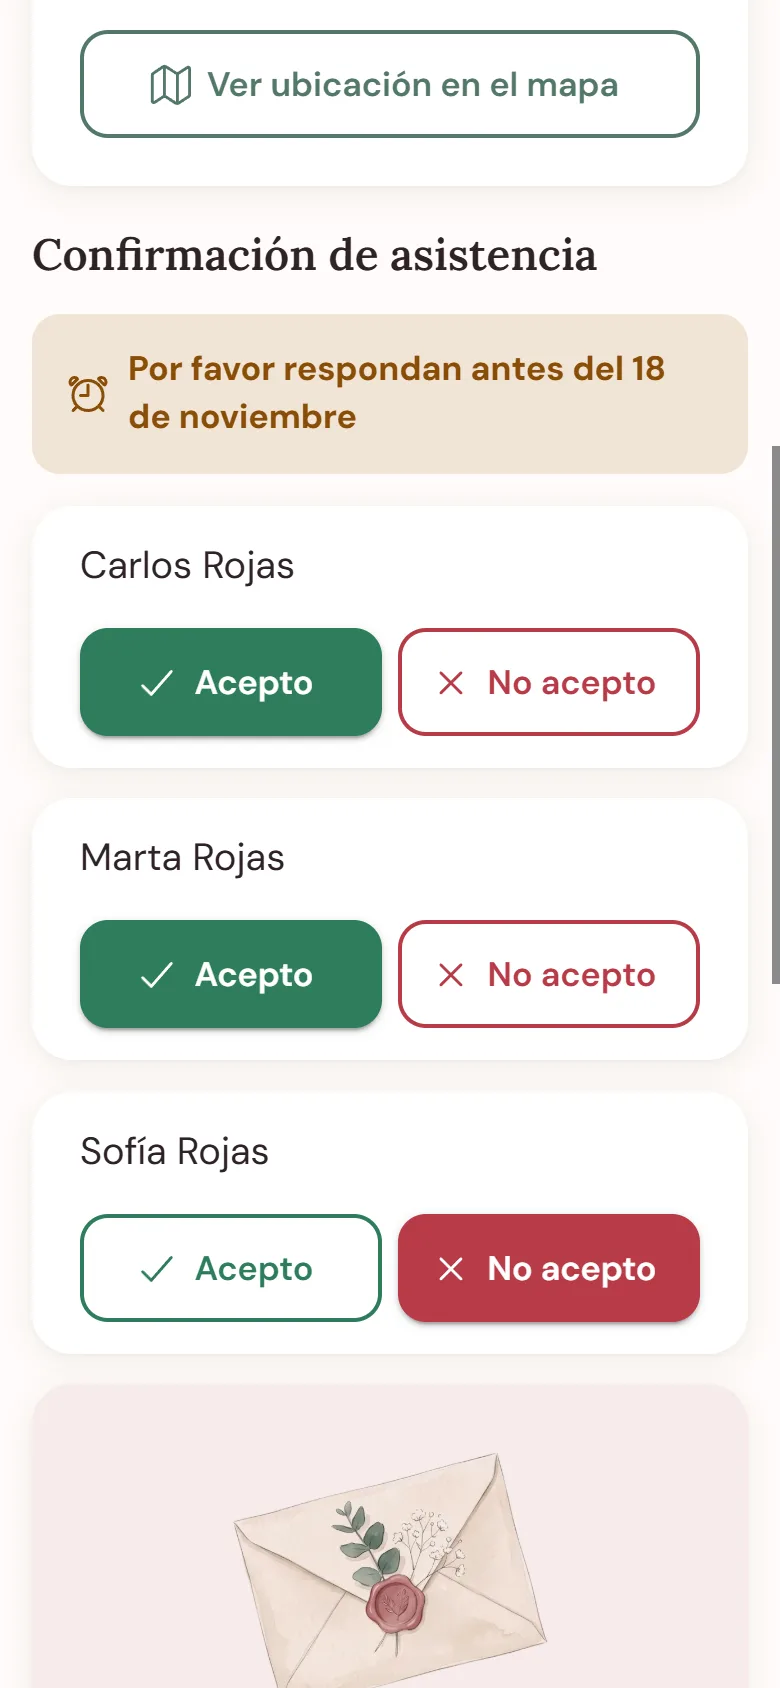 Ver ubicación en el mapa
Confirmación de asistencia
Por favor respondan antes del 18
de noviembre
Carlos Rojas
Acepto
No acepto
Marta Rojas
Acepto
No acepto
Sofía Rojas
Acepto
No acepto